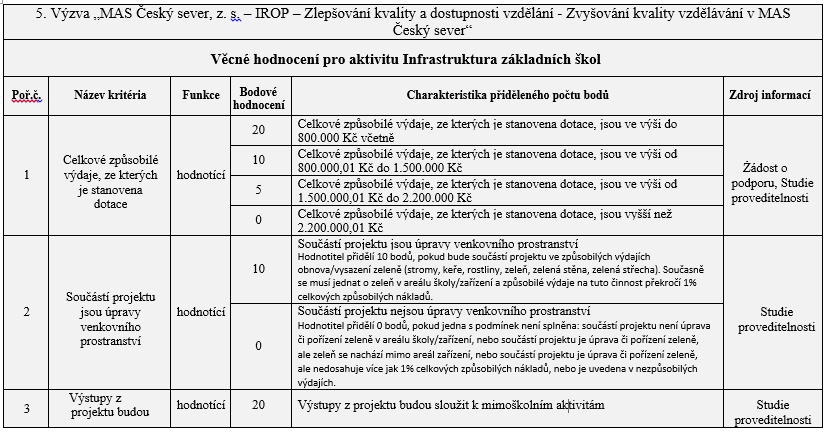 5. Výzva „MAS Český sever, z. s. – IROP – Zlepšování kvality a dostupnosti vzdělání - Zvyšování kvality vzdělávání v MAS
Český sever“
Věcné hodnocení pro aktivitu Infrastruktura základních škol
Poř.č.
Název kritéria
Funkce
Bodové
hodnocení
Charakteristika přiděleného počtu bodů
Zdroj informací
1
Celkové způsobilé
výdaje, ze kterých
je stanovena
dotace
hodnotící
20
Celkové způsobilé výdaje, ze kterých je stanovena dotace, jsou ve výši do
800.000 Kč včetně
10
Celkové způsobilé výdaje, ze kterých je stanovena dotace, jsou ve výši od
800.000,01 Kč do 1.500.000 Kč
5
Celkové způsobilé výdaje, ze kterých je stanovena dotace, jsou ve výši od
1.500.000,01 Kč do 2.200.000 Kč
0
Celkové způsobilé výdaje, ze kterých je stanovena dotace, jsou vyšší než
2.200.000,01 Kč
Žádost o
podporu, Studie
proveditelnosti
2
Součástí projektu
jsou úpravy
venkovního
prostranství
hodnotící
10
Součástí projektu jsou úpravy venkovního prostranství
Hodnotitel přidělí 10 bodů, pokud bude součástí projektu ve způsobilých výdajích
obnova/vysazení zeleně (stromy, keře, rostliny, zeleň, zelená stěna, zelená střecha). Současně
se musí jednat o zeleň v areálu školy/zařízení a způsobilé výdaje na tuto činnost překročí 1%
celkových způsobilých nákladů.
0
Součástí projektu nejsou úpravy venkovního prostranství
Hodnotitel přidělí 0 bodů, pokud jedna s podmínek není splněna: součástí projektu není úprava
či pořízení zeleně v areálu školy/zařízení, nebo součástí projektu je úprava či pořízení zeleně,
ale zeleň se nachází mimo areál zařízení, nebo součástí projektu je úprava či pořízení zeleně,
ale nedosahuje více jak 1% celkových způsobilých nákladů, nebo je uvedena v nezpůsobilých
výdajích.
Studie
proveditelnosti
3
Výstupy z
projektu budou
hodnotící
20
Výstupy z projektu budou sloužit k mimoškolním aktivitám
Studie
proveditelnosti